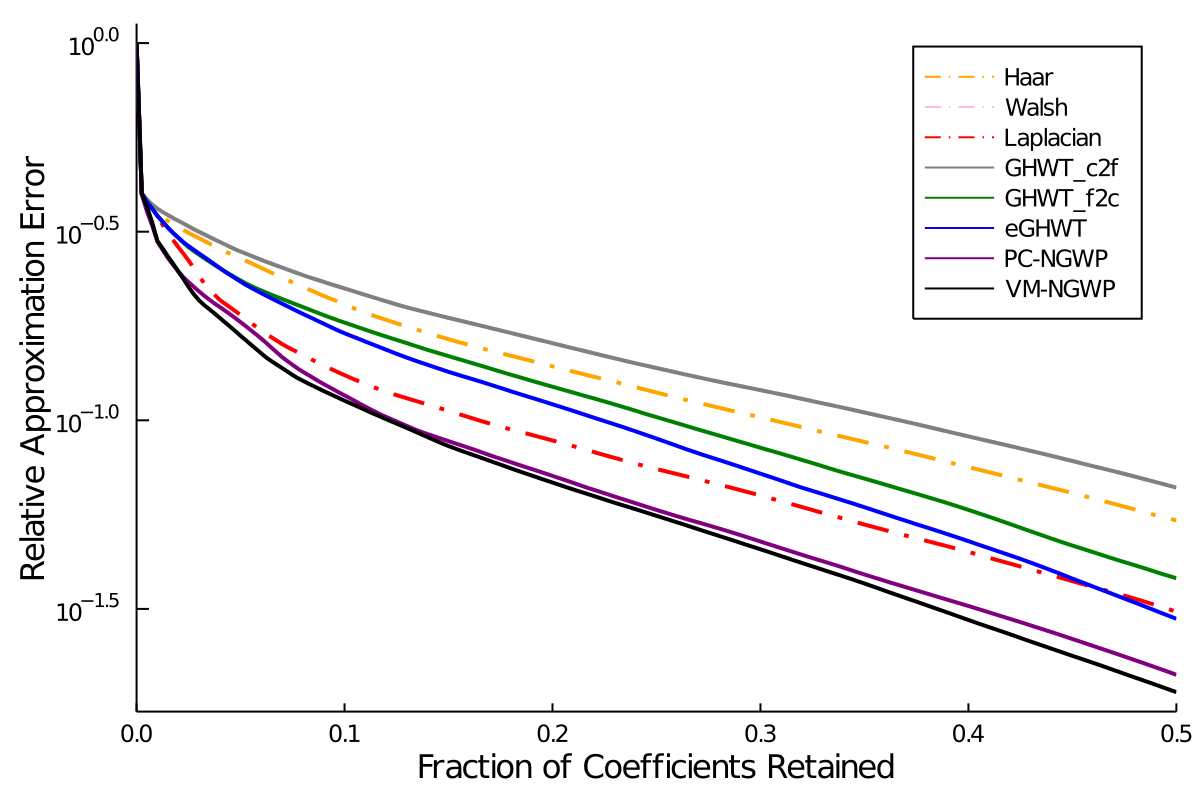 Relative Approximation Error
10^0.0
10^−0.5
10^−1.0
10^−1.5
Haar
Walsh
Laplacian
GHWT_c2f
GHWT_f2c
eGHWT
PC-NGWP
VM-NGWP
0.0 0.1 0.2 0.3 0.4 0.5
Fraction of Coefficients Retained